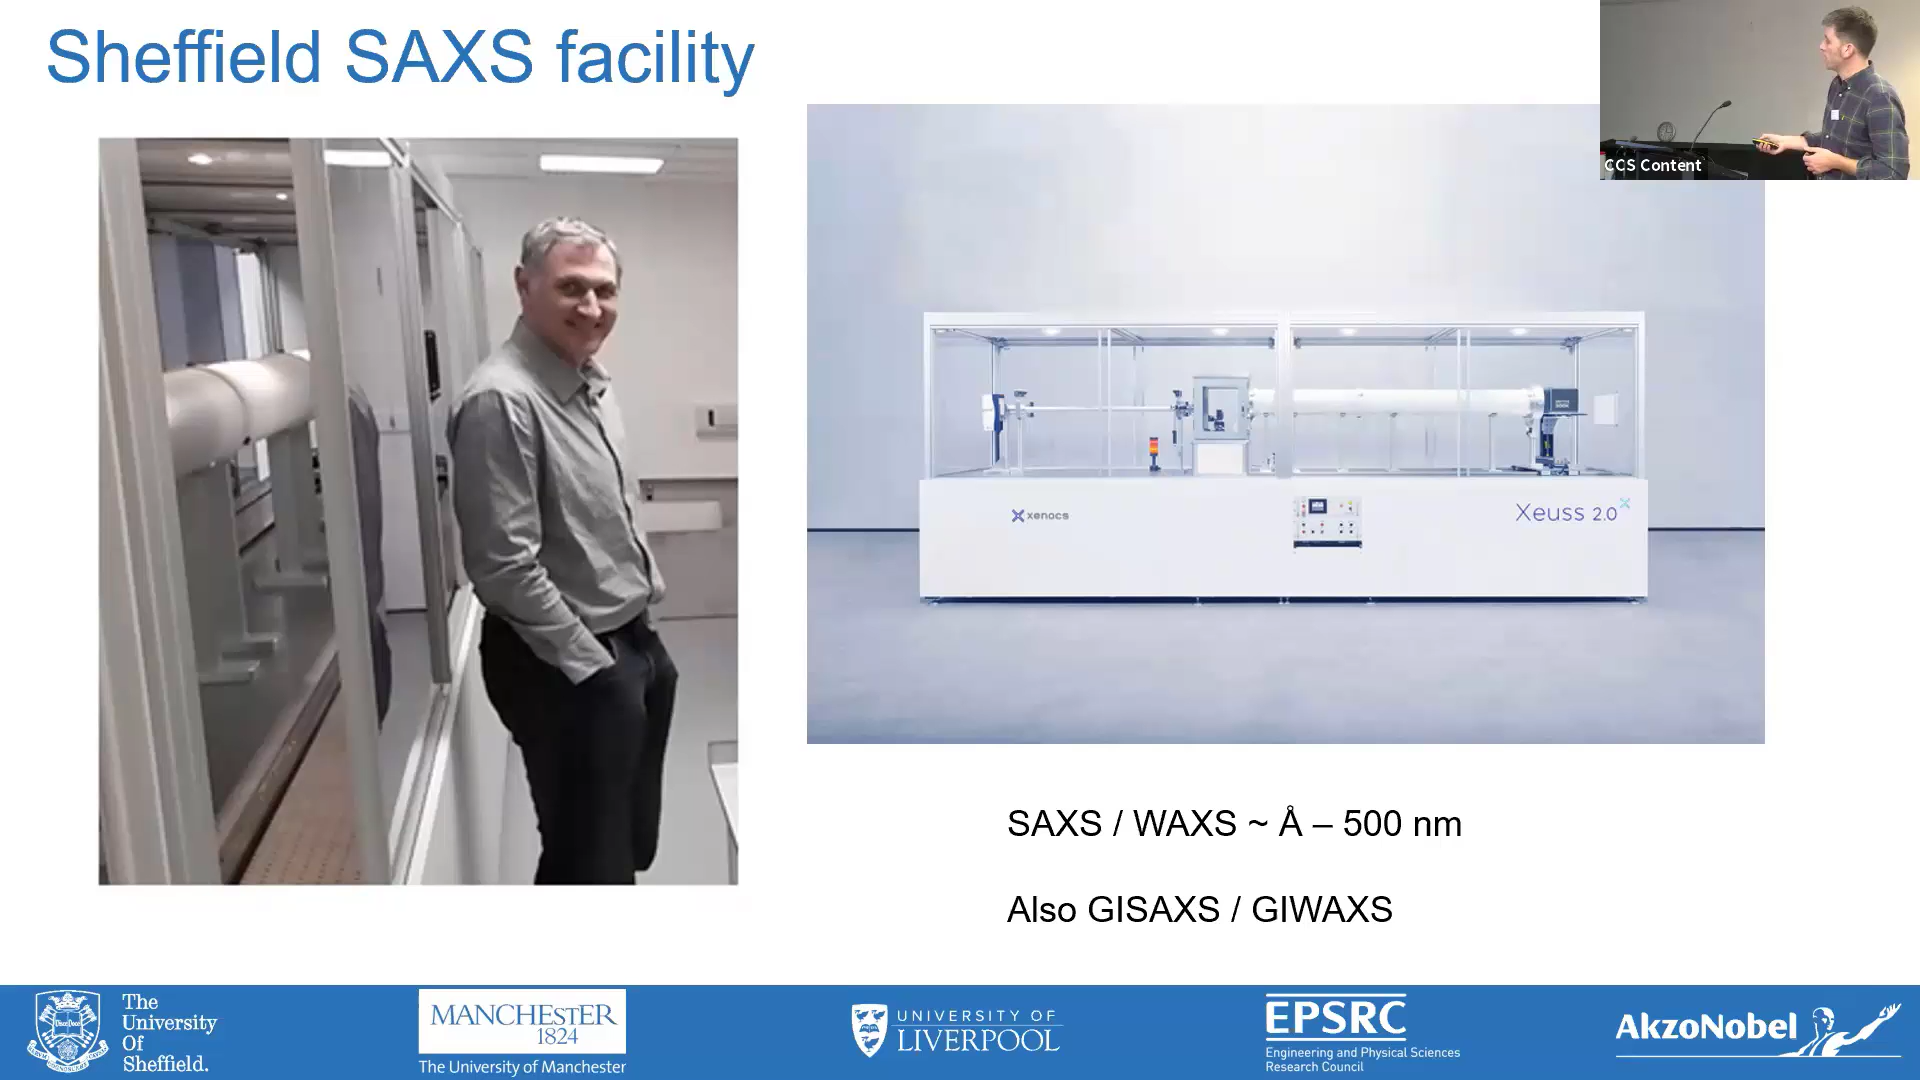 Sheffield SAXS facility
CCS Content
xenocs
Xeuss 2.0
SAXS / WAXS ~ Å – 500 nm
Also GISAXS / GIWAXS
The
University
Of
Sheffield.
MANCHESTER
1824
The University of Manchester
UNIVERSITY OF
LIVERPOOL
EPSRC
Engineering and Physical Sciences
Research Council
AkzoNobel